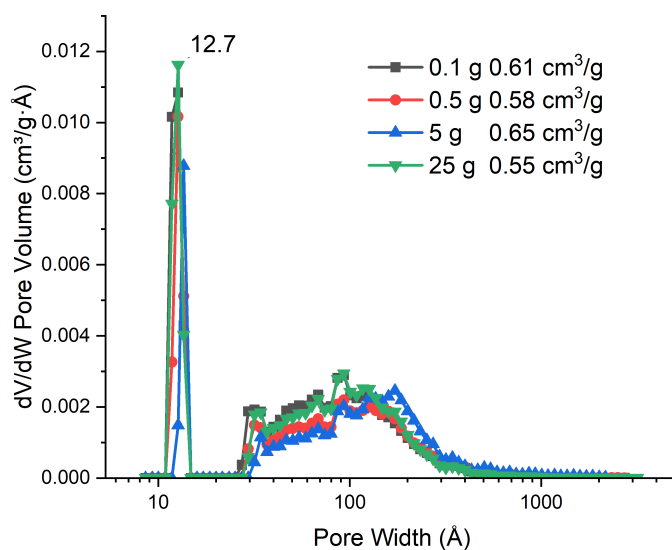 12.7
0.1 g 0.61 cm³/g
0.5 g 0.58 cm³/g
5 g 0.65 cm³/g
25 g 0.55 cm³/g
dV/dW Pore Volume (cm³/g·Å)
0.012
0.010
0.008
0.006
0.004
0.002
0.000
10 100 1000
Pore Width (Å)